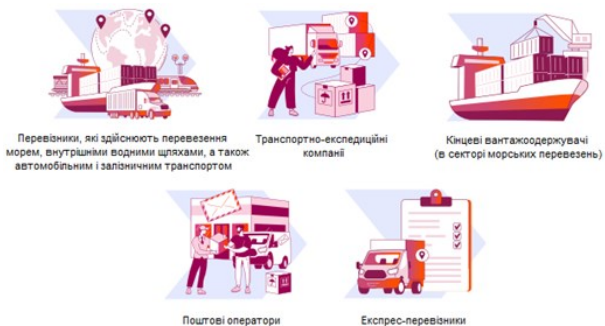 Перевізники, які здійснюють перевезення
морем, внутрішніми водними щляхами, а також
автомобільним і залізничним транспортом
Транспортно-експедиційні
компанії
Кінцеві вантажоодержувачі
(в секторі морських перевезень)
Поштові оператори
Експрес-перевізники